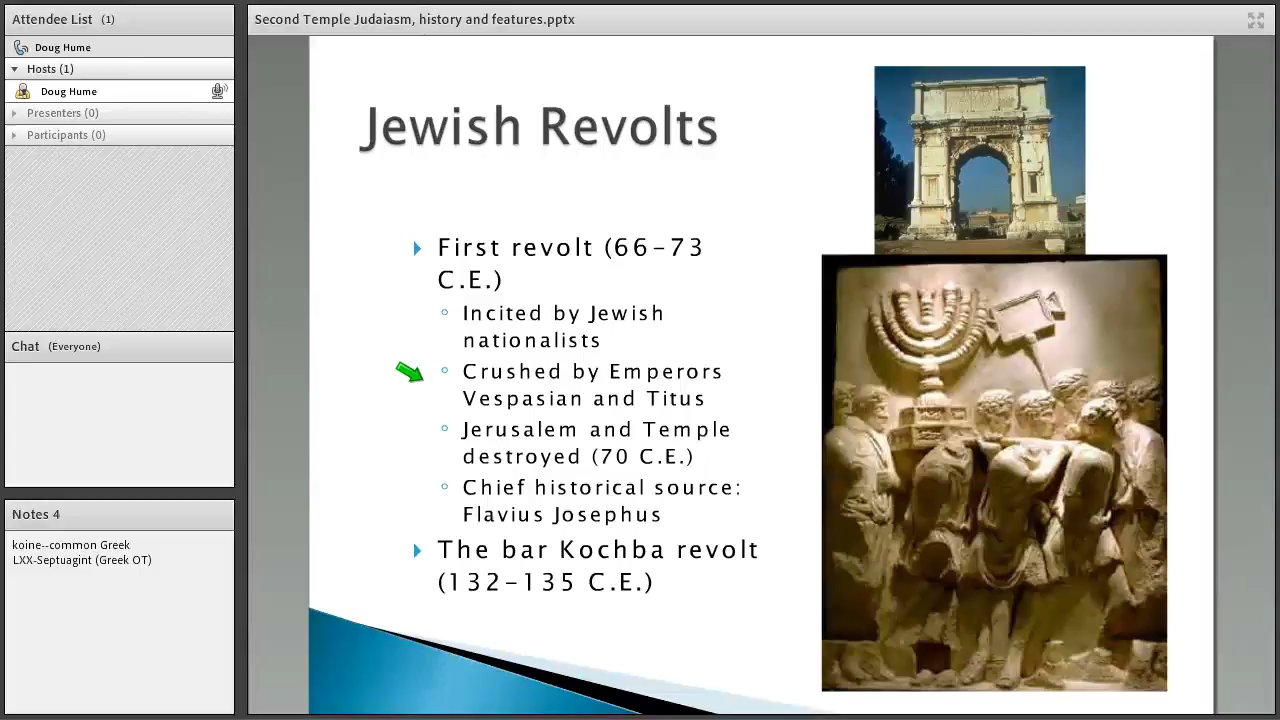 Attendee List (1)
Doug Hume
Hosts (1)
Doug Hume
Presenters (0)
Participants (0)
Chat (Everyone)
Notes 4
koine--common Greek
LXX-Septuagint (Greek OT)
Second Temple Judaiasm, history and features.pptx
Jewish Revolts
First revolt (66-73
C.E.)
Incited by Jewish
nationalists
Crushed by Emperors
Vespasian and Titus
Jerusalem and Temple
destroyed (70 C.E.)
Chief historical source:
Flavius Josephus
The bar Kochba revolt
(132-135 C.E.)